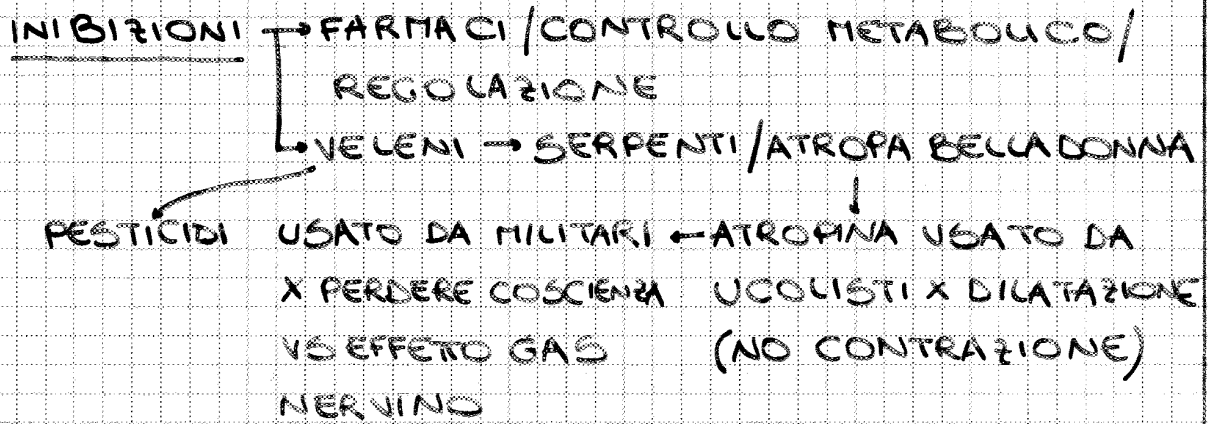 INIBIZIONI → FARMACI / CONTROLLO METABOLICO /
REGOLAZIONE
→ VELENI → SERPENTI / ATROPA BELLADONNA
PESTICIDI USATO DA MILITARI ← ATROPINA USATO DA
X PERDERE COSCIENZA UCOLISTI X DILATAZIONE
VS EFFETTO GAS (NO CONTRAZIONE)
NERVINO